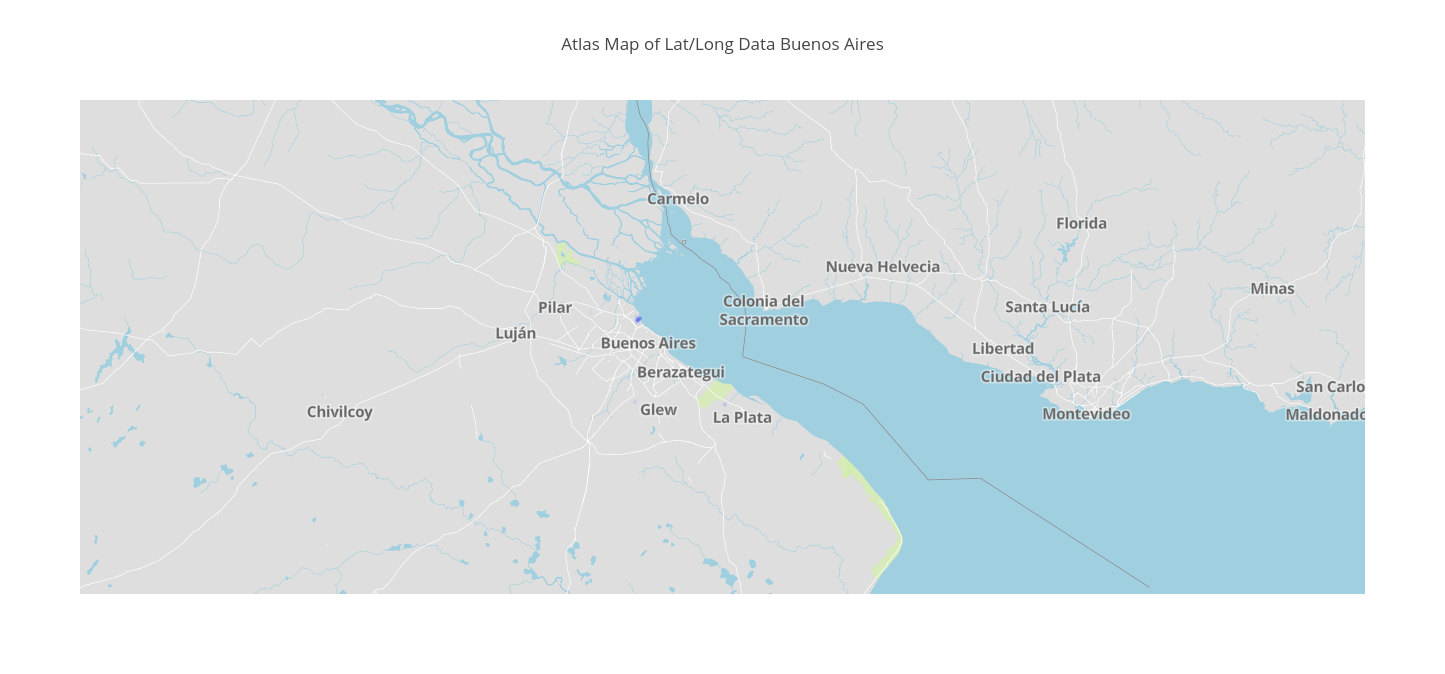 Atlas Map of Lat/Long Data Buenos Aires
Carmelo
Florida
Nueva Helvecia
Minas
Colonia del
Sacramento
Pilar
Santa Lucía
Luján
Buenos Aires
Libertad
Berazategui
Ciudad del Plata
San Carlo
Chivilcoy
Glew
La Plata
Montevideo
Maldonado